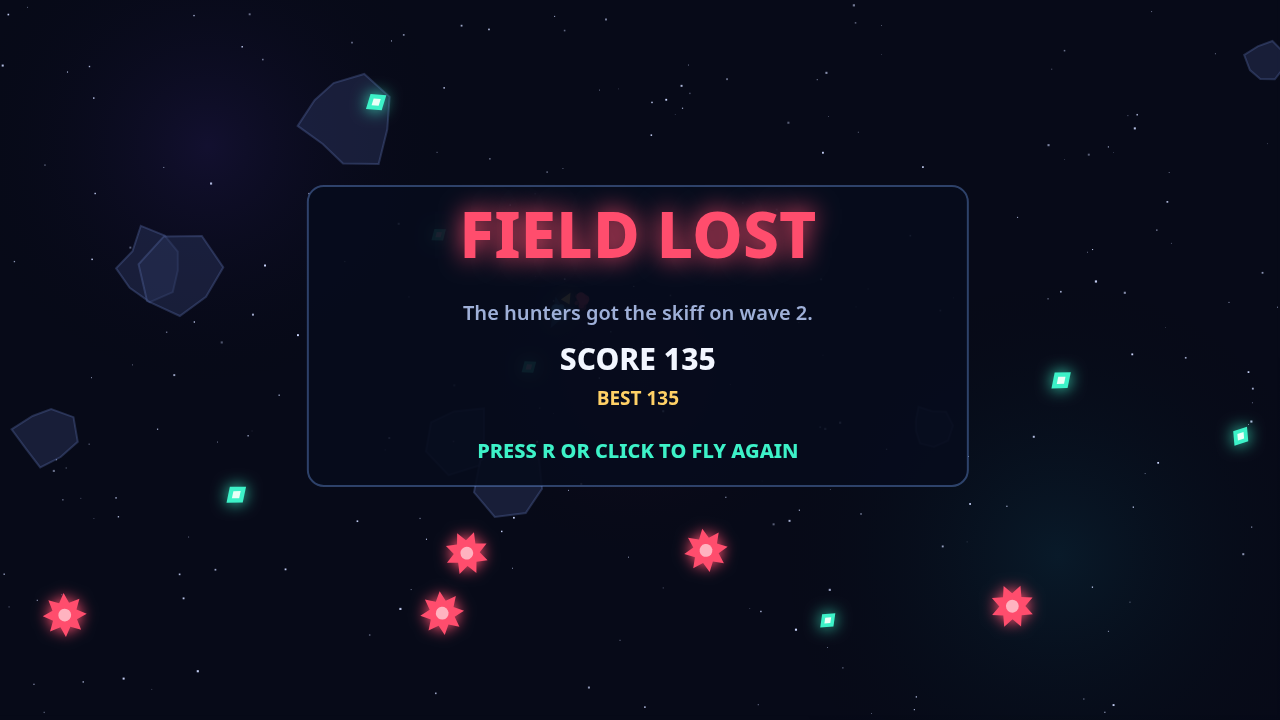 FIELD LOST
The hunters got the skiff on wave 2.
SCORE 135
BEST 135
PRESS R OR CLICK TO FLY AGAIN